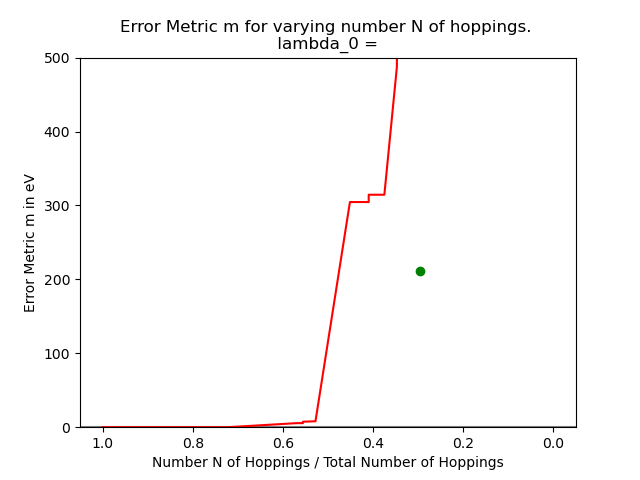 Error Metric m for varying number N of hoppings.
lambda_0 =
500
400
300
200
100
0
Error Metric m in eV
1.0 0.8 0.6 0.4 0.2 0.0
Number N of Hoppings / Total Number of Hoppings